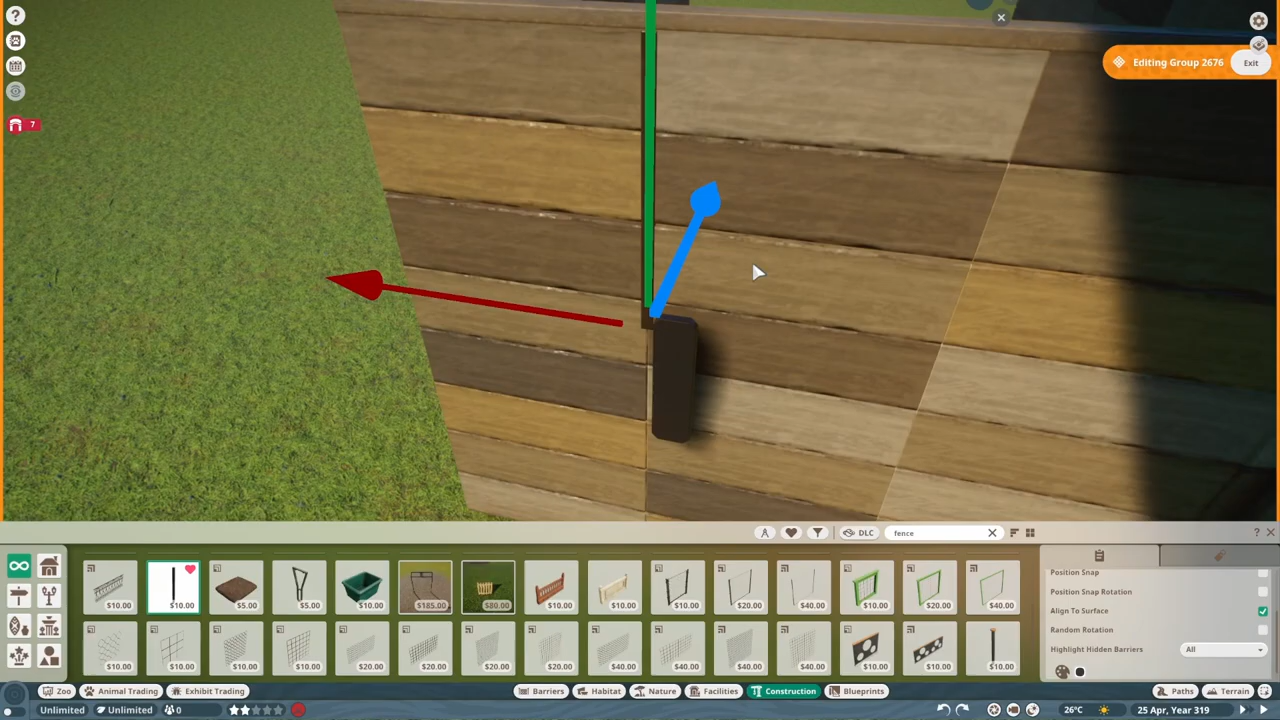 ?
Editing Group 2676
Exit
7
DLC
fence
?
$10.00
$10.00
$5.00
$5.00
$10.00
$185.00
$80.00
$10.00
$10.00
$10.00
$20.00
$40.00
$10.00
$20.00
$40.00
$10.00
$10.00
$10.00
$10.00
$20.00
$10.00
$20.00
$20.00
$40.00
$20.00
$20.00
$40.00
$10.00
$10.00
$10.00
Position Snap
Position Snap Rotation
Align To Surface
Random Rotation
Highlight Hidden Barriers
All
Zoo
Animal Trading
Exhibit Trading
Barriers
Habitat
Nature
Facilities
Construction
Blueprints
Paths
Terrain
Unlimited
Unlimited
0
26°C
25 Apr, Year 319